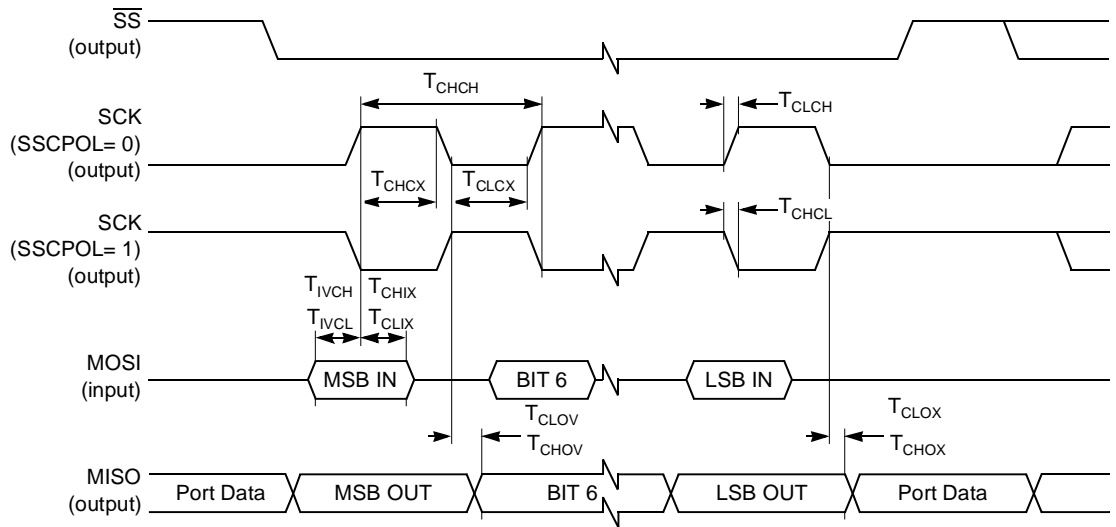 SS
(output)
T_CHCH
T_CLCH
SCK
(SSCPOL= 0)
(output)
T_CHCX
T_CLCX
T_CHCL
SCK
(SSCPOL= 1)
(output)
T_IVCH
T_CHIX
T_IVCL
T_CLIX
MOSI
(input)
MSB IN
BIT 6
LSB IN
T_CLOV
T_CLOX
T_CHOV
T_CHOX
MISO
(output)
Port Data
MSB OUT
BIT 6
LSB OUT
Port Data